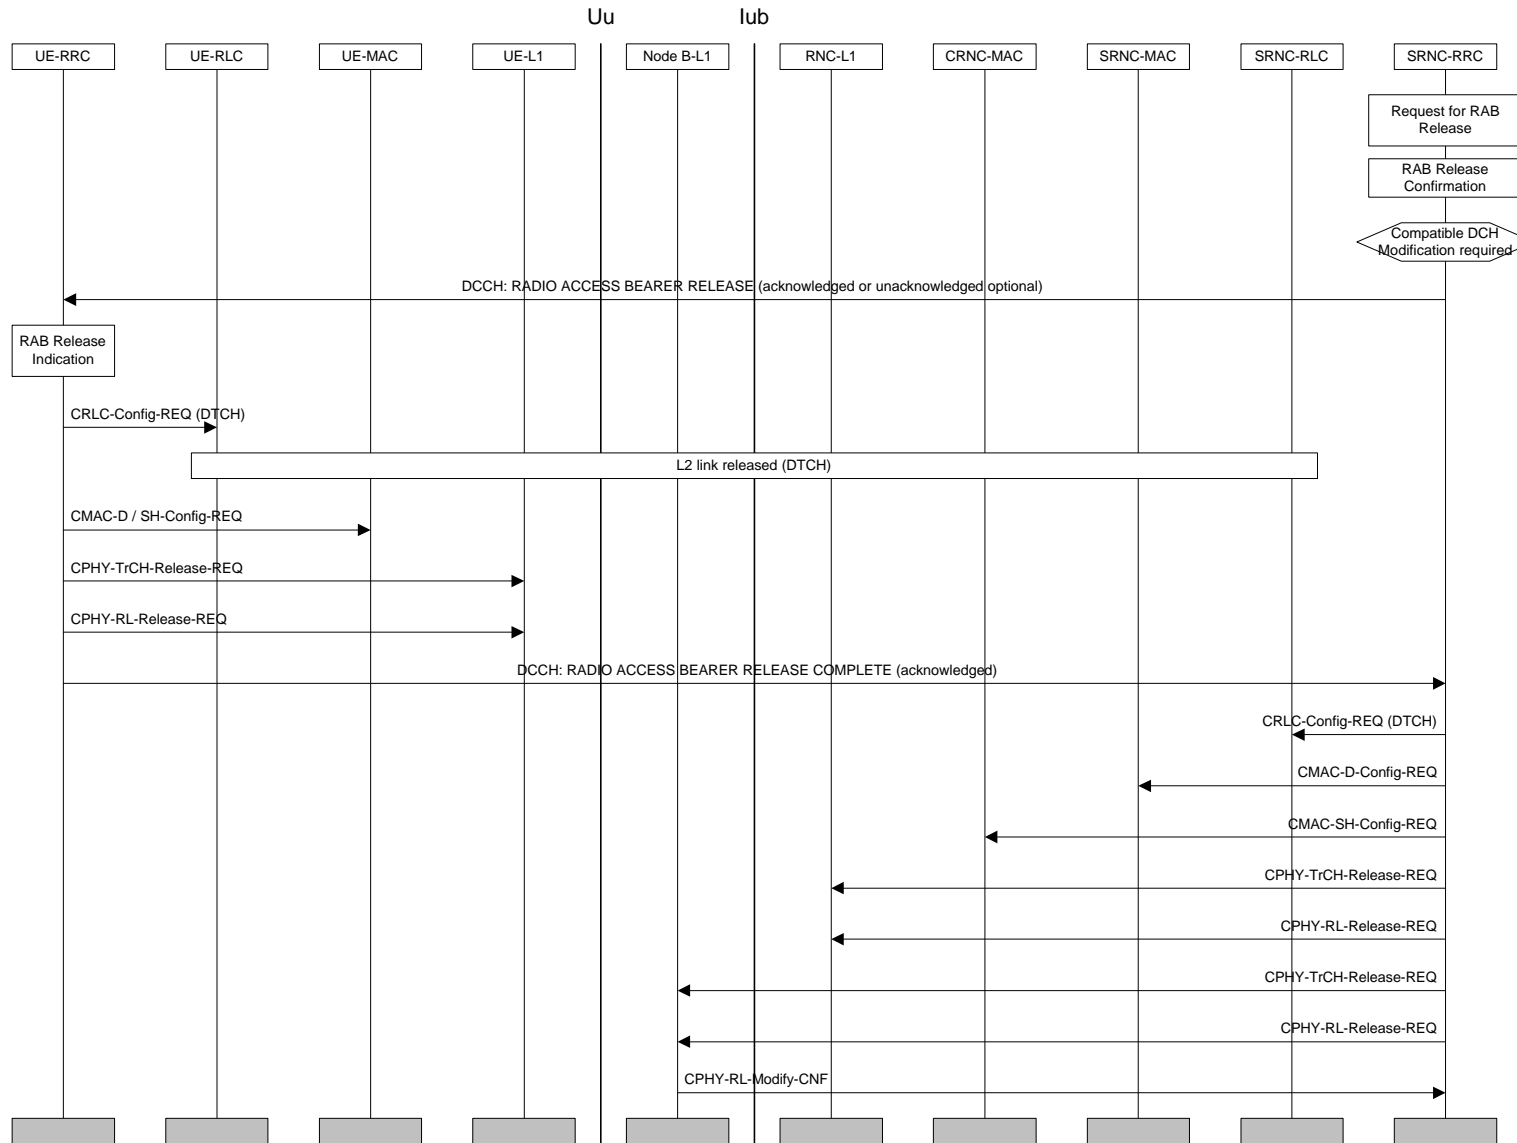 Uu
Iub
UE-RRC
UE-RLC
UE-MAC
UE-L1
Node B-L1
RNC-L1
CRNC-MAC
SRNC-MAC
SRNC-RLC
SRNC-RRC
Request for RAB
Release
RAB Release
Confirmation
Compatible DCH
Modification required
DCCH: RADIO ACCESS BEARER RELEASE (acknowledged or unacknowledged optional)
RAB Release
Indication
CRLC-Config-REQ (DTCH)
L2 link released (DTCH)
CMAC-D / SH-Config-REQ
CPHY-TrCH-Release-REQ
CPHY-RL-Release-REQ
DCCH: RADIO ACCESS BEARER RELEASE COMPLETE (acknowledged)
CRLC-Config-REQ (DTCH)
CMAC-D-Config-REQ
CMAC-SH-Config-REQ
CPHY-TrCH-Release-REQ
CPHY-RL-Release-REQ
CPHY-TrCH-Release-REQ
CPHY-RL-Release-REQ
CPHY-RL-Modify-CNF